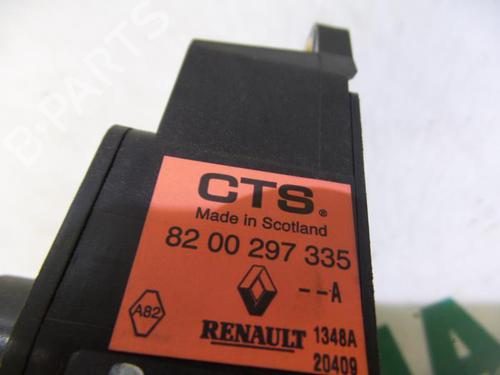 B-PARTS
CTS®
Made in Scotland
82 00 297 335
--A
A82
RENAULT 1348A
20409